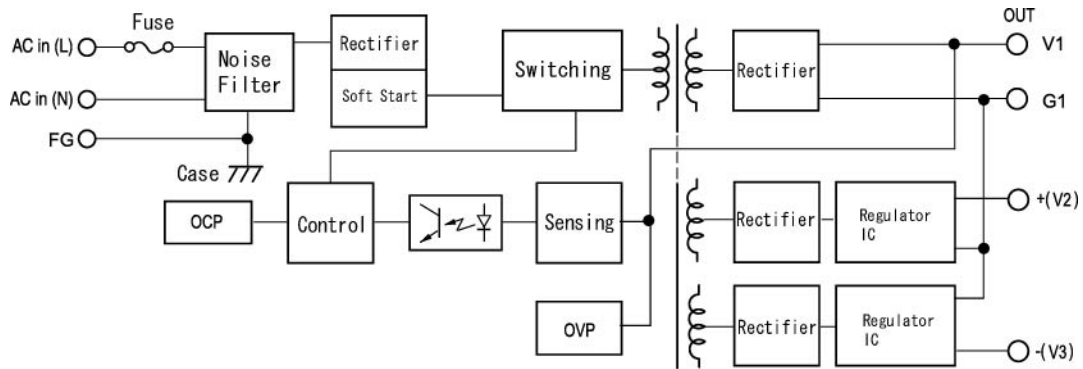 Fuse
OUT
AC in (L)
Noise
Filter
Rectifier
Soft Start
Switching
Rectifier
V1
AC in (N)
G1
FG
Case
OCP
Control
Sensing
Rectifier
Regulator
IC
+(V2)
OVP
Rectifier
Regulator
IC
-(V3)